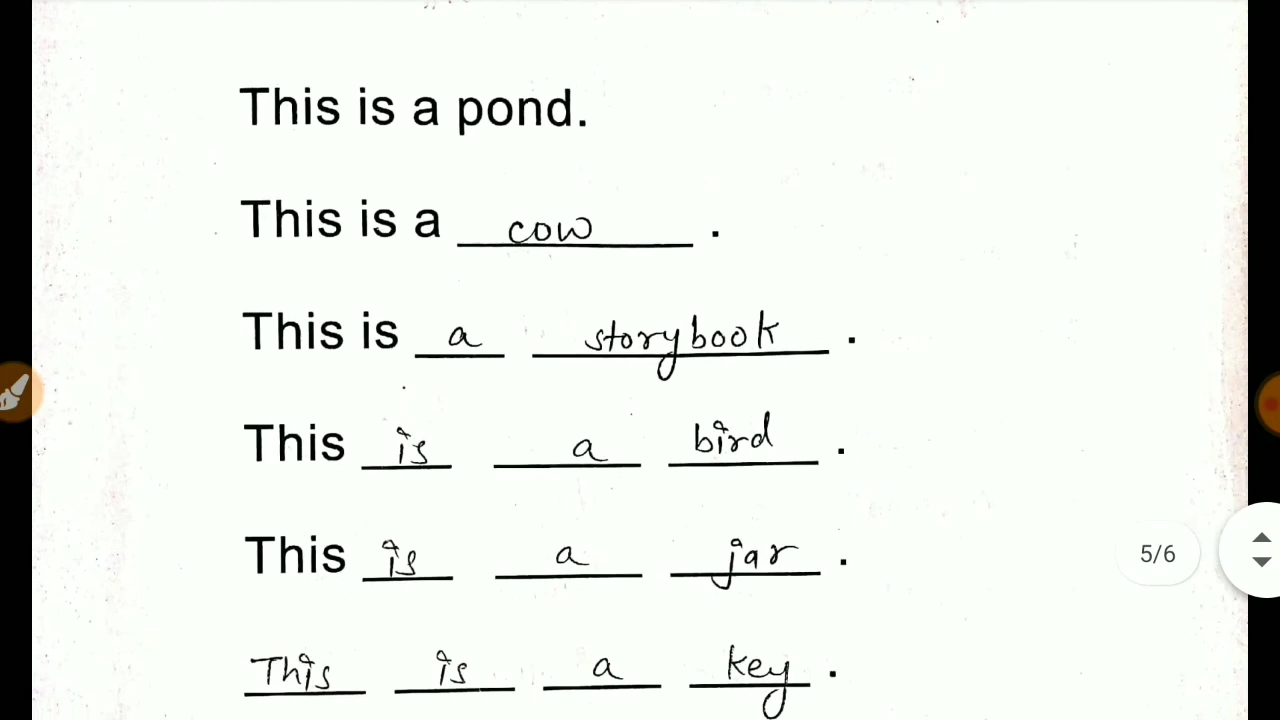 This is a pond.
This is a cow .
This is a storybook .
This is a bird .
This is a jar .
This is a key .
5/6